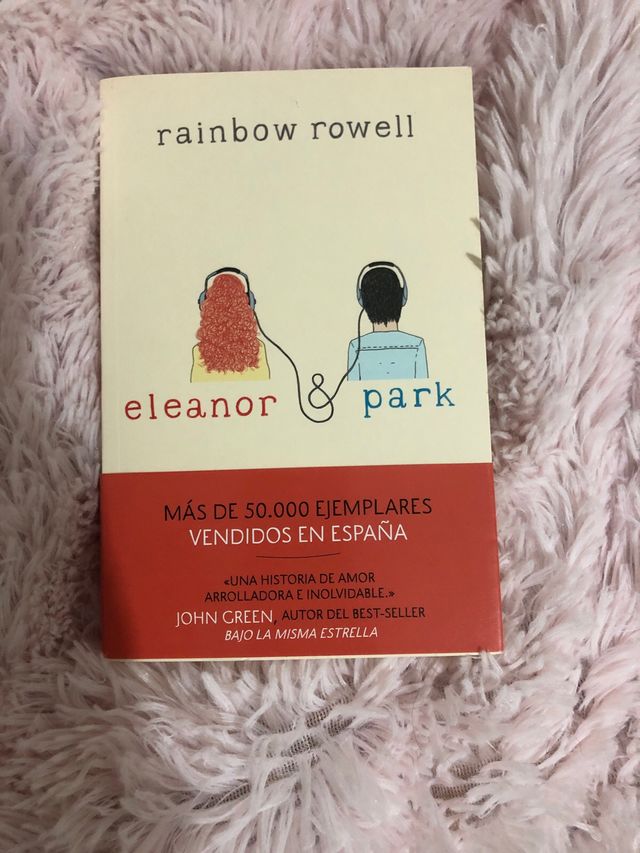 rainbow rowell
eleanor & park
MÁS DE 50.000 EJEMPLARES
VENDIDOS EN ESPAÑA
«UNA HISTORIA DE AMOR
ARROLLADORA E INOLVIDABLE.»
JOHN GREEN, AUTOR DEL BEST-SELLER
BAJO LA MISMA ESTRELLA